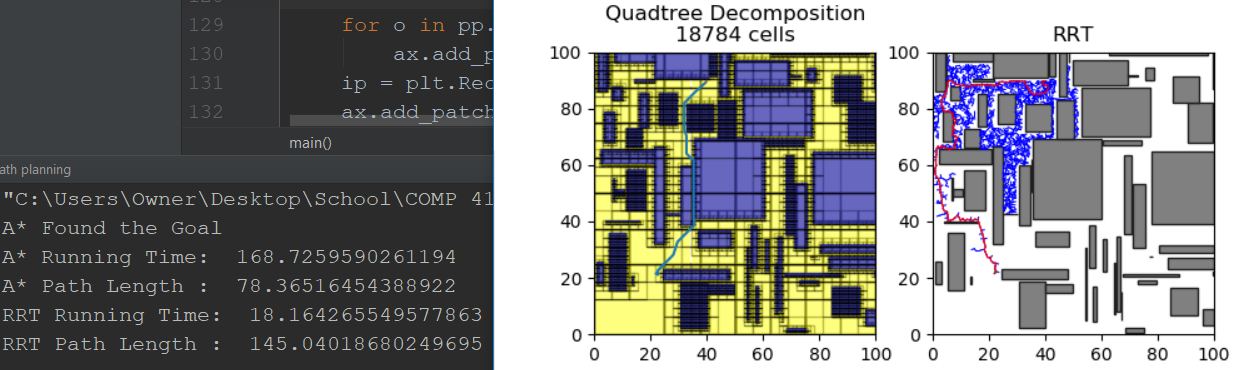 129 for o in pp.
130 ax.add_p
131 ip = plt.Rec
132 ax.add_patch
main()
ath planning
"C:\Users\Owner\Desktop\School\COMP 41
A* Found the Goal
A* Running Time:  168.7259590261194
A* Path Length :  78.36516454388922
RRT Running Time:  18.164265549577863
RRT Path Length :  145.04018680249695
Quadtree Decomposition
18784 cells
100
80
60
40
20
0
0 20 40 60 80 100
RRT
100
80
60
40
20
0
0 20 40 60 80 100